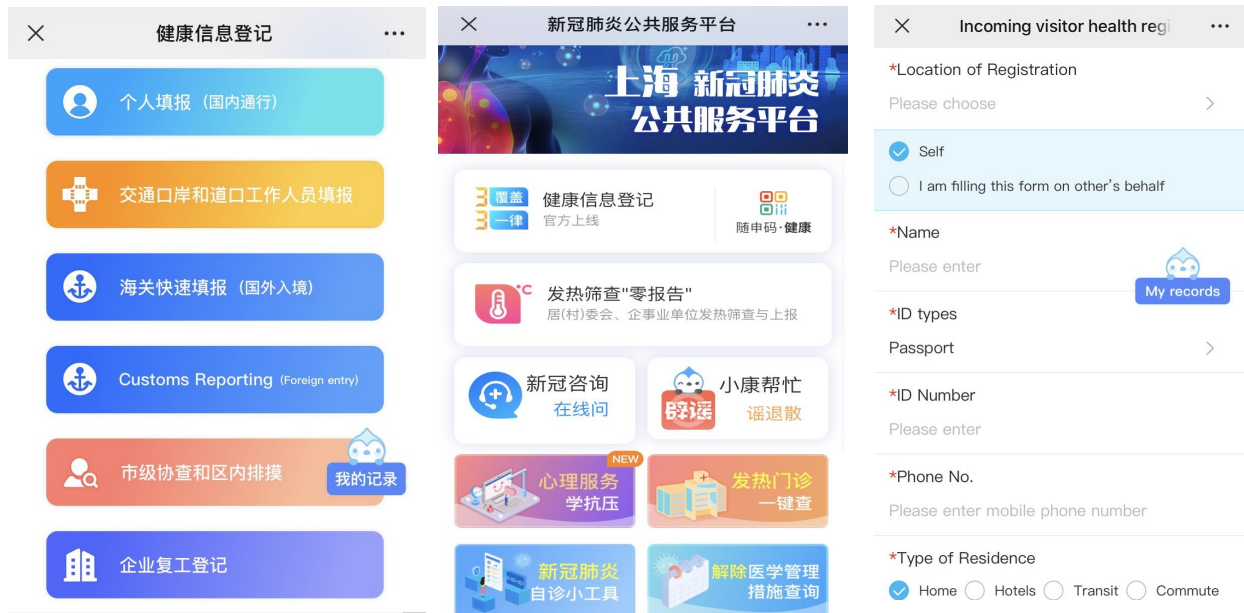 健康信息登记
个人填报（国内通行）
交通口岸和道口工作人员填报
海关快速填报（国外入境）
Customs Reporting (Foreign entry)
市级协查和区内排摸
我的记录
企业复工登记
新冠肺炎公共服务平台
上海 新冠肺炎
公共服务平台
3 覆盖
3 一律
健康信息登记
官方上线
随申码·健康
°C
发热筛查"零报告"
居(村)委会、企事业单位发热筛查与上报
新冠咨询
在线问
辟谣
小康帮忙
谣退散
NEW
心理服务
学抗压
发热门诊
一键查
新冠肺炎
自诊小工具
解除医学管理
措施查询
Incoming visitor health regi
*Location of Registration
Please choose
Self
I am filling this form on other's behalf
*Name
Please enter
My records
*ID types
Passport
*ID Number
Please enter
*Phone No.
Please enter mobile phone number
*Type of Residence
Home Hotels Transit Commute